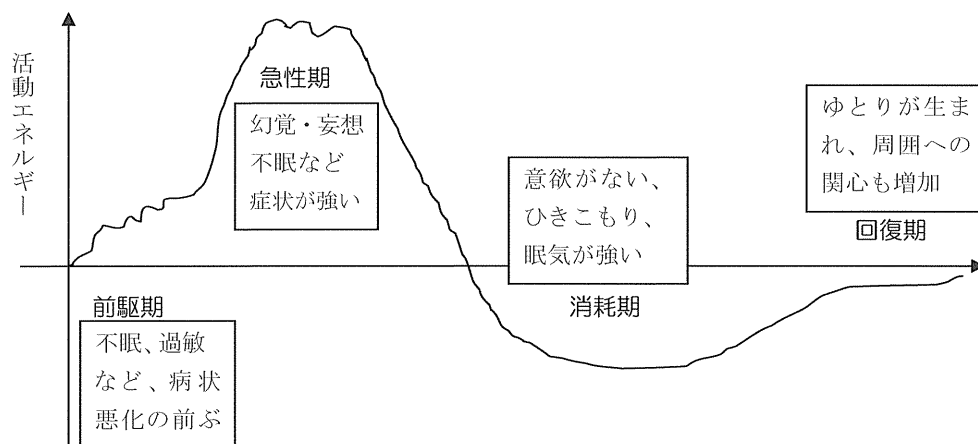 活動エネルギー
急性期
幻覚・妄想
不眠など
症状が強い
前駆期
不眠、過敏
など、病状
悪化の前ぶ
意欲がない、
ひきこもり、
眠気が強い
消耗期
ゆとりが生ま
れ、周囲への
関心も増加
回復期